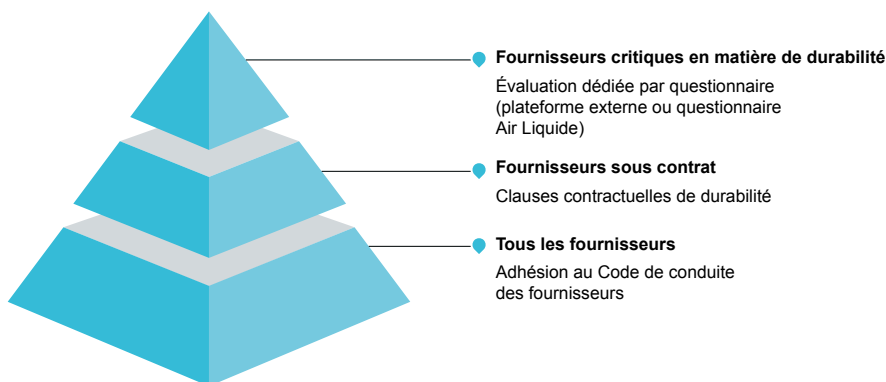 Fournisseurs critiques en matière de durabilité
Évaluation dédiée par questionnaire
(plateforme externe ou questionnaire
Air Liquide)
Fournisseurs sous contrat
Clauses contractuelles de durabilité
Tous les fournisseurs
Adhésion au Code de conduite
des fournisseurs